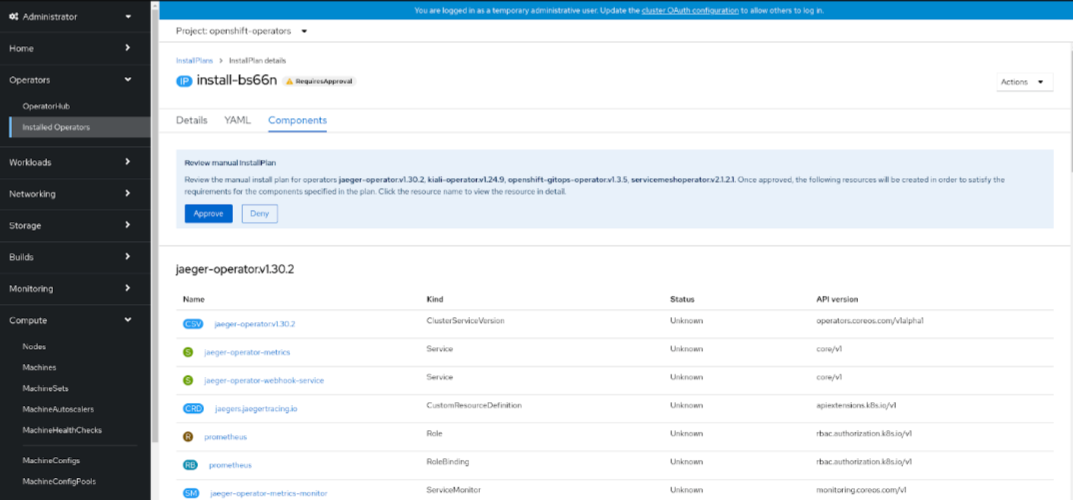 You are logged in as a temporary administrative user. Update the cluster OAuth configuration to allow others to log in.
Administrator
Home
Operators
OperatorHub
Installed Operators
Workloads
Networking
Storage
Builds
Monitoring
Compute
Nodes
Machines
MachineSets
MachineAutoscalers
MachineHealthChecks
MachineConfigs
MachineConfigPools
Project: openshift-operators
InstallPlans > InstallPlan details
IP install-bs66n RequiresApproval
Actions
Details YAML Components
Review manual InstallPlan
Review the manual install plan for operators jaeger-operator.v1.30.2, kiali-operator.v1.24.9, openshift-gitops-operator.v1.3.5, servicemeshoperator.v2.1.2.1. Once approved, the following resources will be created in order to satisfy the
requirements for the components specified in the plan. Click the resource name to view the resource in detail.
Approve Deny
jaeger-operator.v1.30.2
Name Kind Status API version
CSV jaeger-operator.v1.30.2 ClusterServiceVersion Unknown operators.coreos.com/v1alpha1
S jaeger-operator-metrics Service Unknown core/v1
S jaeger-operator-webhook-service Service Unknown core/v1
CRD jaegers.jaegertracing.io CustomResourceDefinition Unknown apiextensions.k8s.io/v1
R prometheus Role Unknown rbac.authorization.k8s.io/v1
RB prometheus RoleBinding Unknown rbac.authorization.k8s.io/v1
SM jaeger-operator-metrics-monitor ServiceMonitor Unknown monitoring.coreos.com/v1